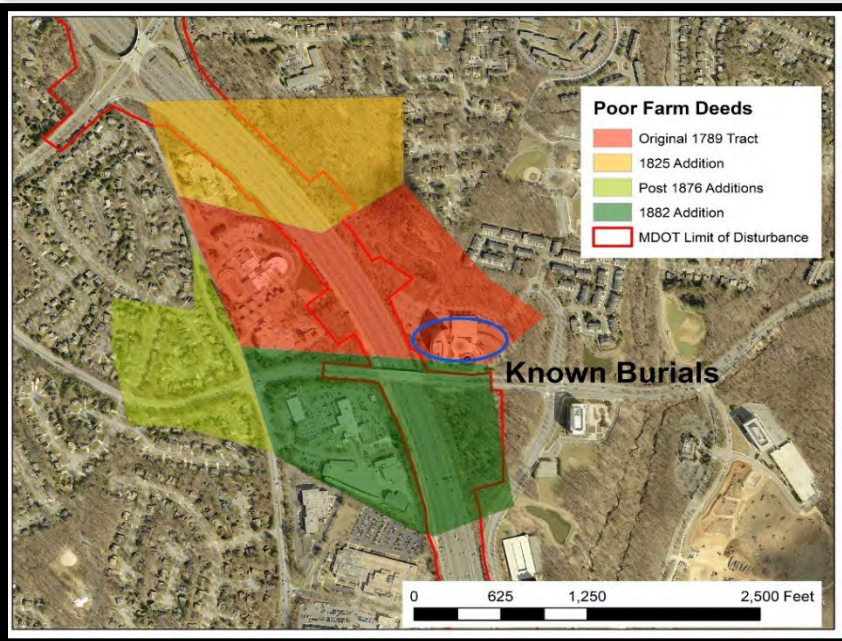 Poor Farm Deeds
Original 1789 Tract
1825 Addition
Post 1876 Additions
1882 Addition
MDOT Limit of Disturbance
Known Burials
0 625 1,250 2,500 Feet